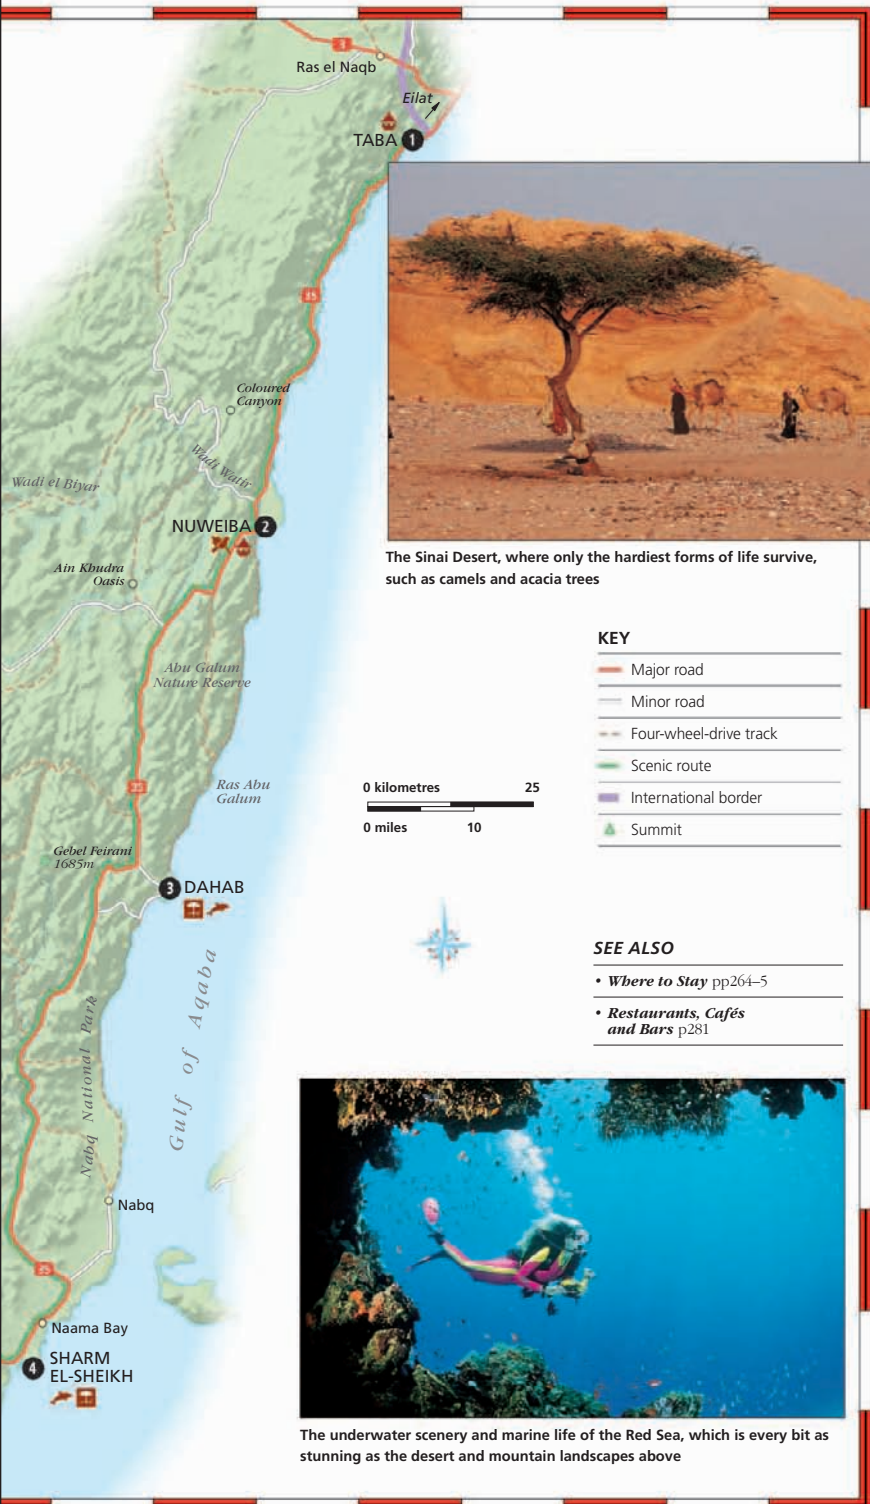 3
Ras el Naqb
Eilat
TABA 1
35
Coloured
Canyon
Wadi Watir
Wadi el Biyar
NUWEIBA 2
The Sinai Desert, where only the hardiest forms of life survive,
such as camels and acacia trees
Ain Khudra
Oasis
Abu Galum
Nature Reserve
KEY
Major road
Minor road
Four-wheel-drive track
Scenic route
International border
Summit
35
Ras Abu
Galum
0 kilometres 25
0 miles 10
Gebel Feirani
1685m
3 DAHAB
Gulf of Aqaba
Nabq National Park
SEE ALSO
• Where to Stay pp264–5
• Restaurants, Cafés
and Bars p281
Nabq
35
Naama Bay
4 SHARM
EL-SHEIKH
The underwater scenery and marine life of the Red Sea, which is every bit as
stunning as the desert and mountain landscapes above